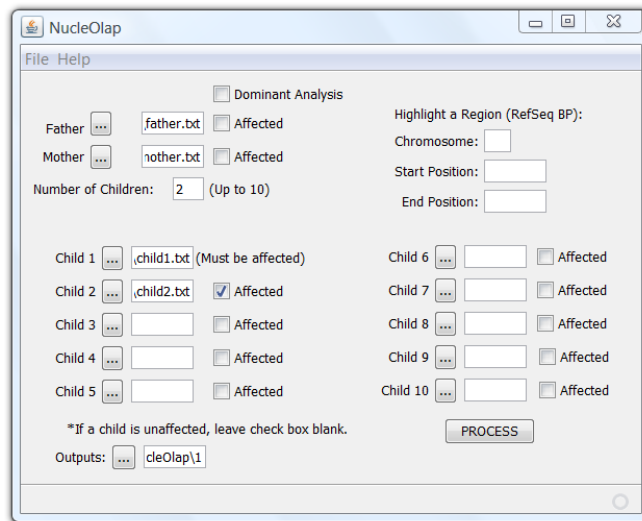 NucleOlap
File Help
Dominant Analysis
Father ... father.txt Affected
Mother ... nother.txt Affected
Number of Children: 2 (Up to 10)
Highlight a Region (RefSeq BP):
Chromosome:
Start Position:
End Position:
Child 1 ... \child1.txt (Must be affected)
Child 2 ... \child2.txt Affected
Child 3 ... Affected
Child 4 ... Affected
Child 5 ... Affected
Child 6 ... Affected
Child 7 ... Affected
Child 8 ... Affected
Child 9 ... Affected
Child 10 ... Affected
*If a child is unaffected, leave check box blank.
PROCESS
Outputs: ... cleOlap\1